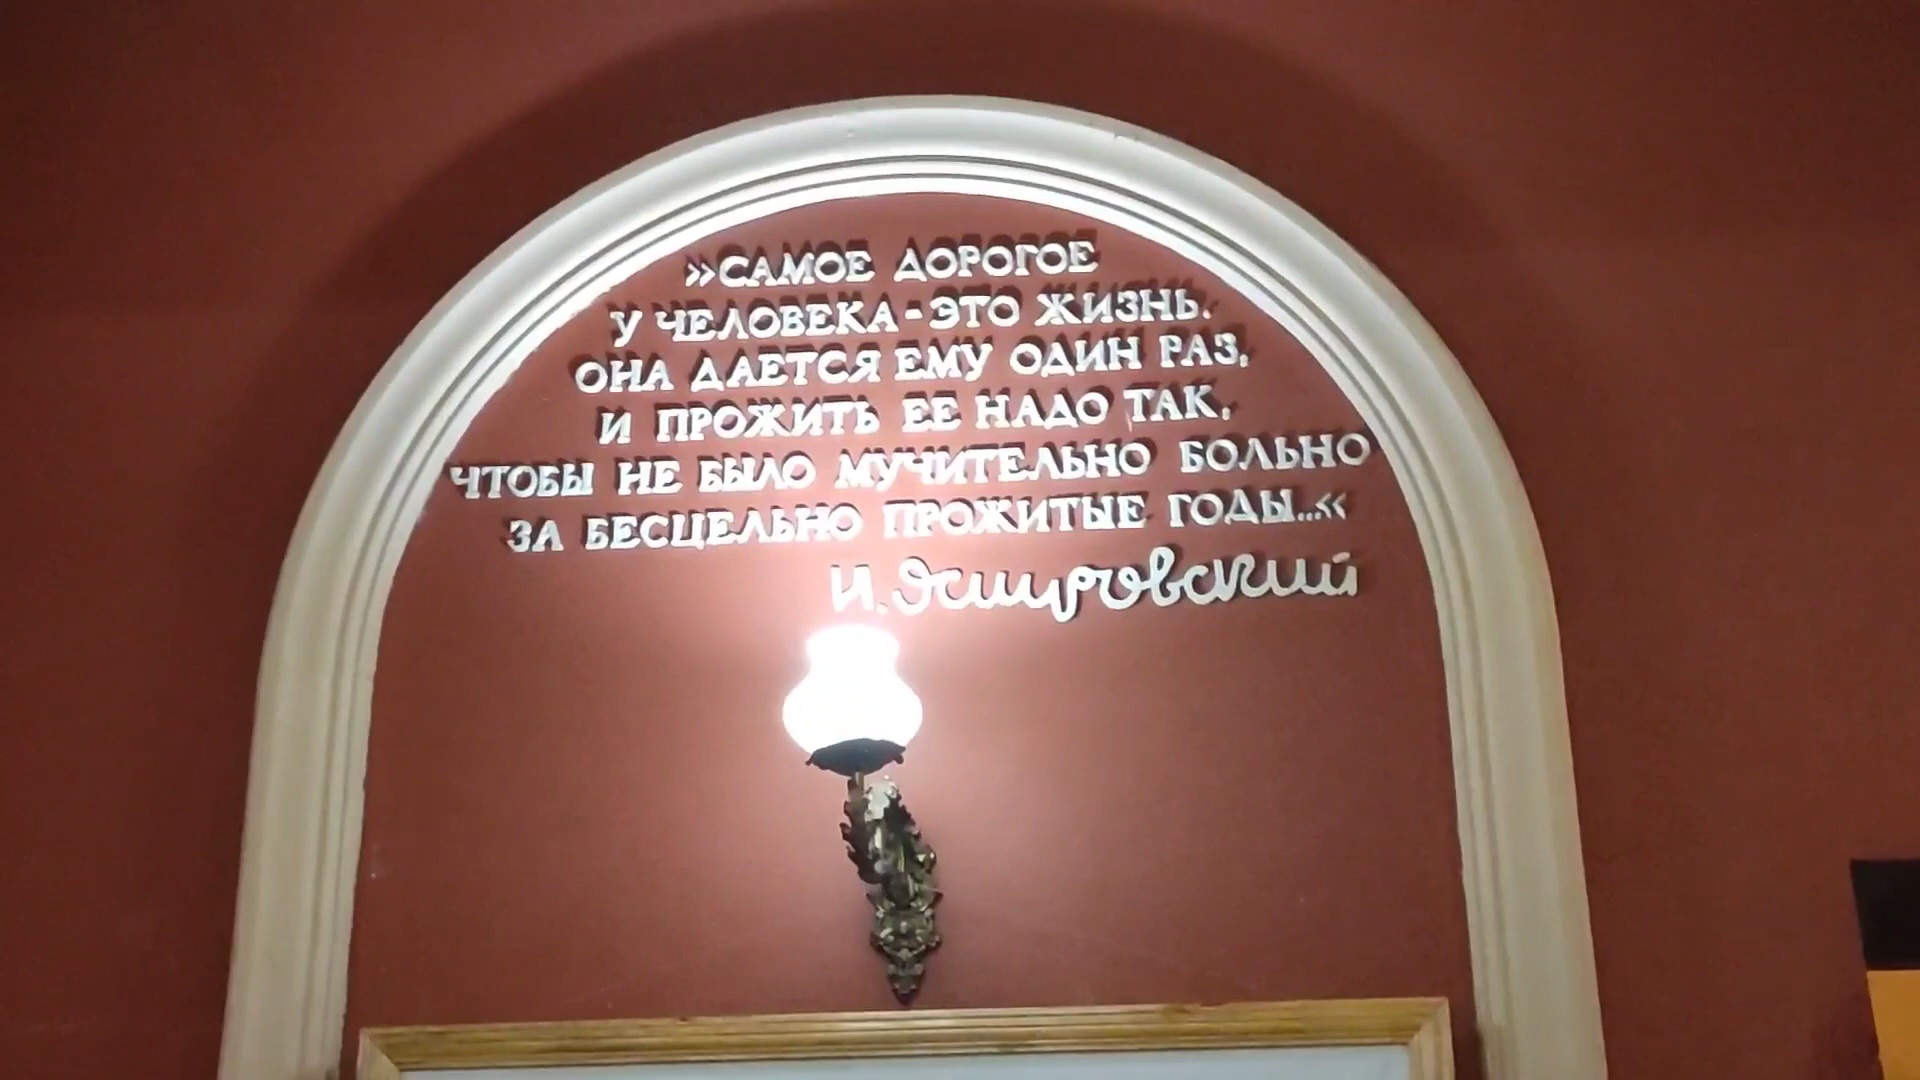 »САМОЕ ДОРОГОЕ
У ЧЕЛОВЕКА-ЭТО ЖИЗНЬ.
ОНА ДАЕТСЯ ЕМУ ОДИН РАЗ,
И ПРОЖИТЬ ЕЕ НАДО ТАК,
ЧТОБЫ НЕ БЫЛО МУЧИТЕЛЬНО БОЛЬНО
ЗА БЕСЦЕЛЬНО ПРОЖИТЫЕ ГОДЫ...«
Н. Островский